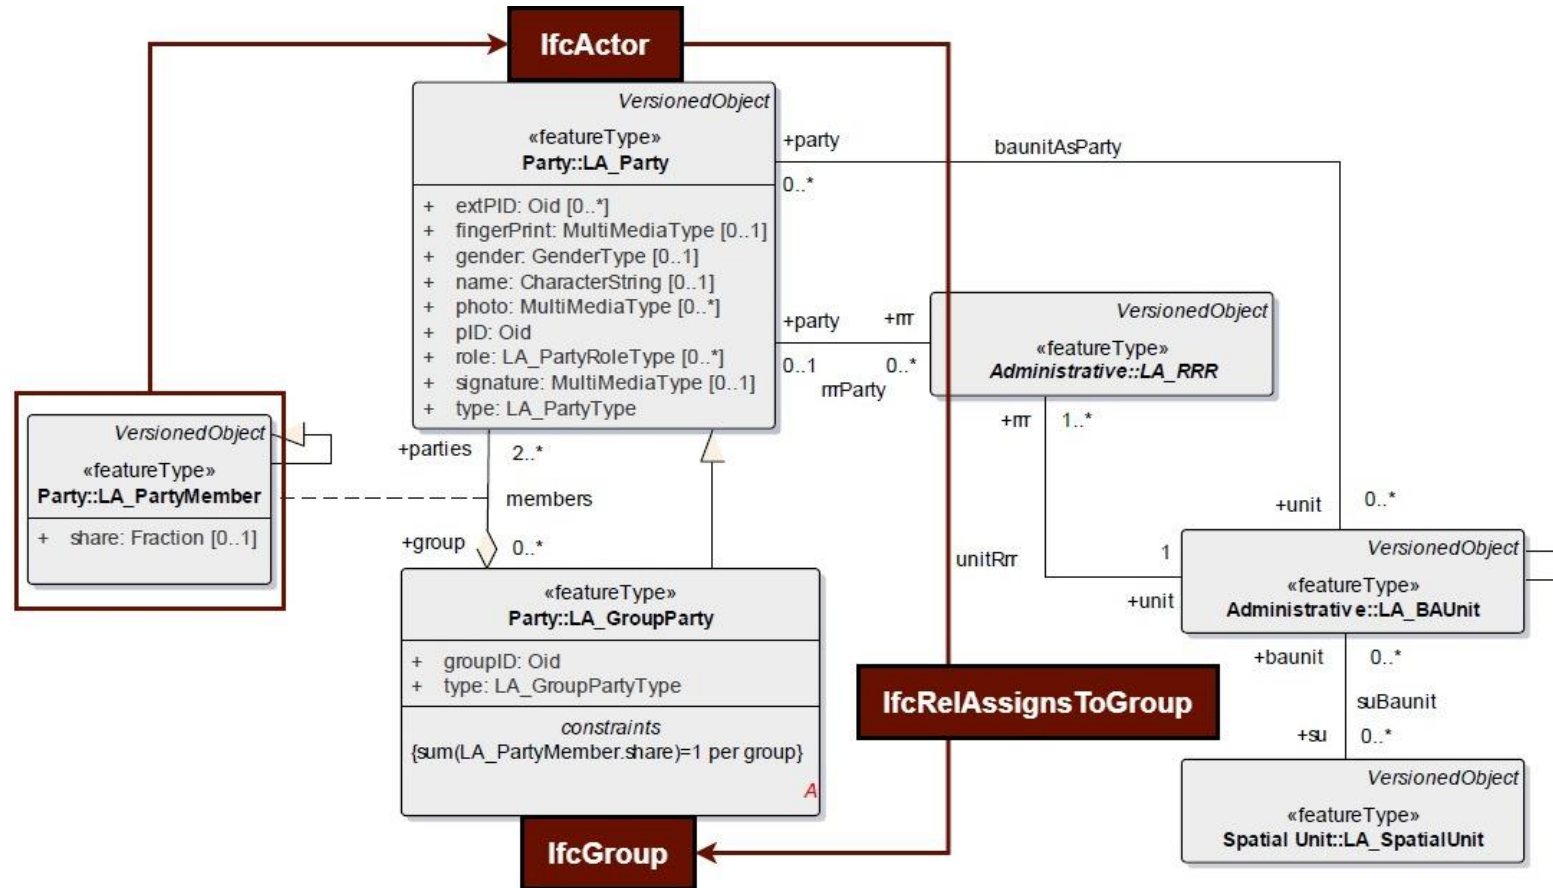 IfcActor
VersionedObject
«featureType»
Party::LA_Party
+ extPID: Oid [0..*]
+ fingerPrint: MultiMediaType [0..1]
+ gender: GenderType [0..1]
+ name: CharacterString [0..1]
+ photo: MultiMediaType [0..*]
+ pID: Oid
+ role: LA_PartyRoleType [0..*]
+ signature: MultiMediaType [0..1]
+ type: LA_PartyType
+party
0..*
baunitAsParty
+party
+rrr
0..1
0..*
rrrParty
VersionedObject
«featureType»
Administrative::LA_RRR
+rrr
1..*
VersionedObject
«featureType»
Party::LA_PartyMember
+ share: Fraction [0..1]
+parties
2..*
members
+group
0..*
«featureType»
Party::LA_GroupParty
+ groupID: Oid
+ type: LA_GroupPartyType
constraints
{sum(LA_PartyMember.share)=1 per group}
A
IfcGroup
IfcRelAssignsToGroup
unitRrr
+unit
0..*
1
+unit
VersionedObject
«featureType»
Administrative::LA_BAUnit
+baunit
0..*
suBaunit
+su
0..*
VersionedObject
«featureType»
Spatial Unit::LA_SpatialUnit